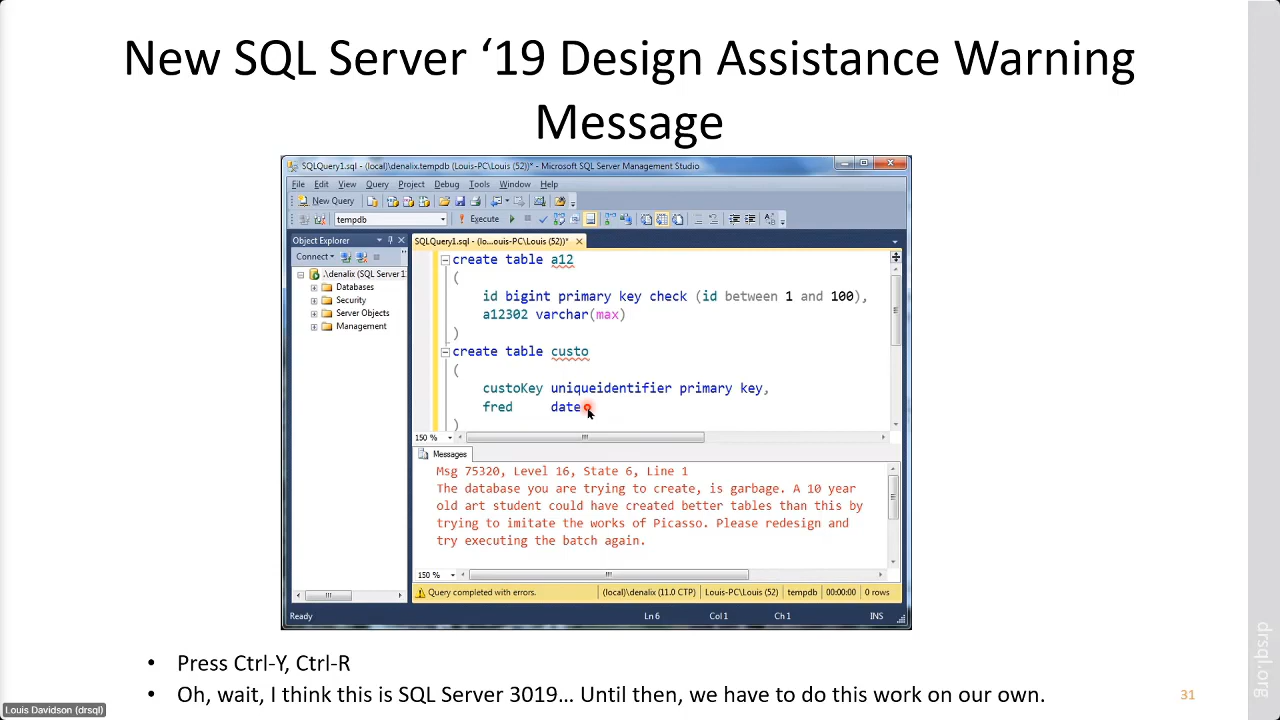 New SQL Server ‘19 Design Assistance Warning
Message
SQLQuery1.sql - (local)\denalix.tempdb (Louis-PC\Louis (52))* - Microsoft SQL Server Management Studio
File Edit View Query Project Debug Tools Window Help
New Query
tempdb
Execute
Object Explorer
SQLQuery1.sql - (lo...ouis-PC\Louis (52))*
Connect
.\denalix (SQL Server 1
Databases
Security
Server Objects
Management
create table a12
(
id bigint primary key check (id between 1 and 100),
a12302 varchar(max)
)
create table custo
(
custoKey uniqueidentifier primary key,
fred date
)
150 %
Messages
Msg 75320, Level 16, State 6, Line 1
The database you are trying to create, is garbage. A 10 year
old art student could have created better tables than this by
trying to imitate the works of Picasso. Please redesign and
try executing the batch again.
150 %
Query completed with errors. (local)\denalix (11.0 CTP) Louis-PC\Louis (52) tempdb 00:00:00 0 rows
Ready Ln 6 Col 1 Ch 1 INS
• Press Ctrl-Y, Ctrl-R
• Oh, wait, I think this is SQL Server 3019… Until then, we have to do this work on our own.
31
drsql.org
Louis Davidson (drsql)